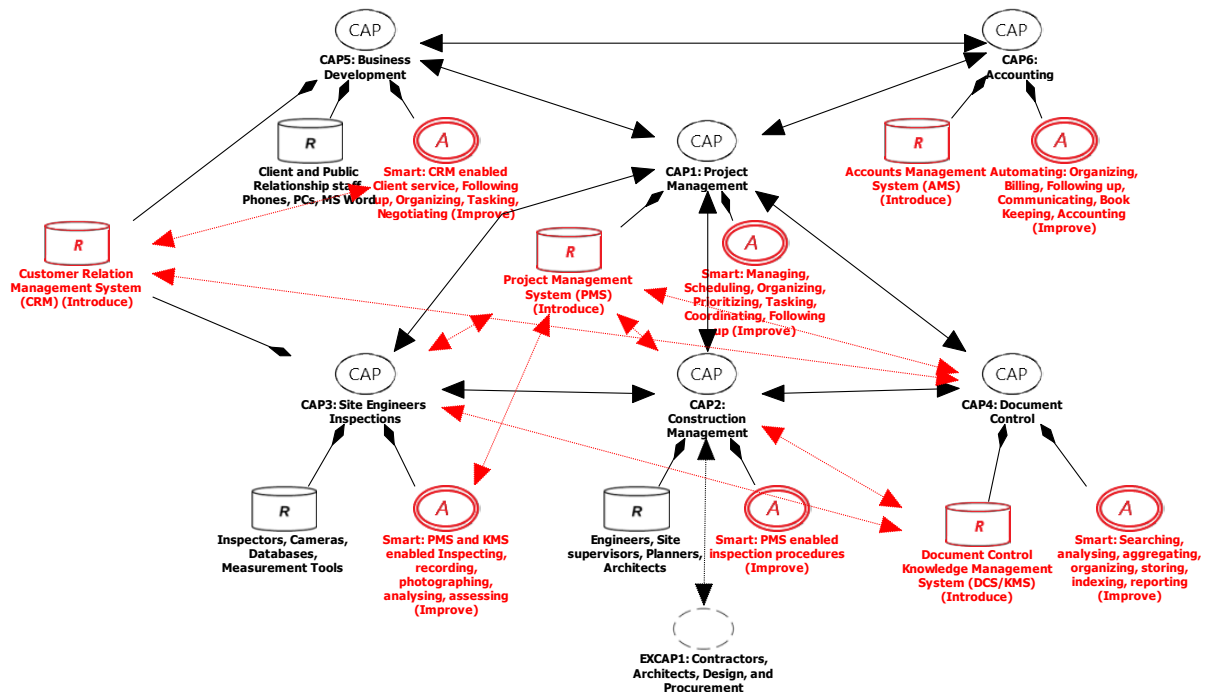 CAP
CAP5: Business
Development
CAP
CAP6:
Accounting
R
Client and Public
Relationship staff
Phones, PCs, MS Word
A
Smart: CRM enabled
Client service, Following
up, Organizing, Tasking,
Negotiating (Improve)
CAP
CAP1: Project
Management
R
Accounts Management
System (AMS)
(Introduce)
A
Automating: Organizing,
Billing, Following up,
Communicating, Book
Keeping, Accounting
(Improve)
R
Customer Relation
Management System
(CRM) (Introduce)
R
Project Management
System (PMS)
(Introduce)
A
Smart: Managing,
Scheduling, Organizing,
Prioritizing, Tasking,
Coordinating, Following
up (Improve)
CAP
CAP3: Site Engineers
Inspections
CAP
CAP2:
Construction
Management
CAP
CAP4: Document
Control
R
Inspectors, Cameras,
Databases,
Measurement Tools
A
Smart: PMS and KMS
enabled Inspecting,
recording,
photographing,
analysing, assessing
(Improve)
R
Engineers, Site
supervisors, Planners,
Architects
A
Smart: PMS enabled
inspection procedures
(Improve)
R
Document Control
Knowledge Management
System (DCS/KMS)
(Introduce)
A
Smart: Searching,
analysing, aggregating,
organizing, storing,
indexing, reporting
(Improve)
EXCAP1: Contractors,
Architects, Design, and
Procurement